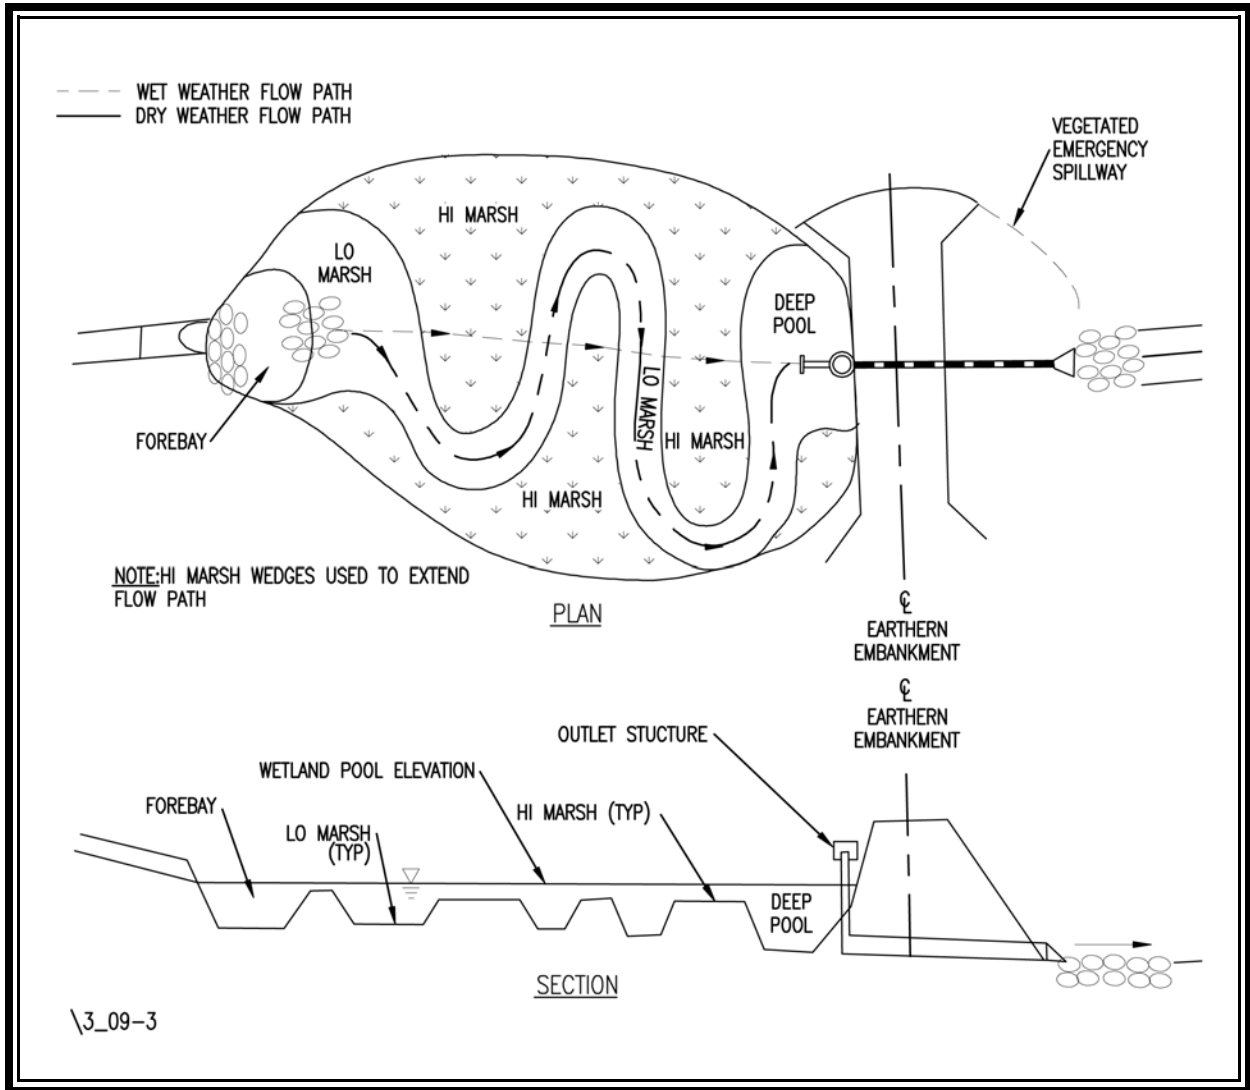 WET WEATHER FLOW PATH
DRY WEATHER FLOW PATH
VEGETATED
EMERGENCY
SPILLWAY
HI MARSH
LO
MARSH
DEEP
POOL
LO MARSH
HI MARSH
FOREBAY
HI MARSH
NOTE:HI MARSH WEDGES USED TO EXTEND
FLOW PATH
PLAN
℄
EARTHERN
EMBANKMENT
℄
EARTHERN
EMBANKMENT
OUTLET STUCTURE
WETLAND POOL ELEVATION
FOREBAY
HI MARSH (TYP)
LO MARSH
(TYP)
DEEP
POOL
SECTION
\3_09-3